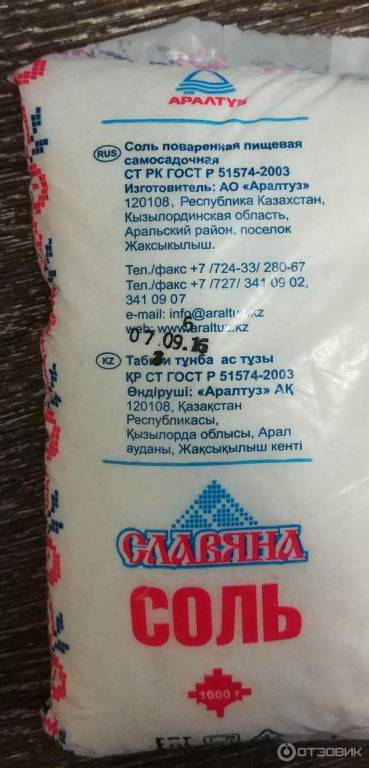 АРАЛТУЗ
RUS Соль поваренная пищевая
самосадочная
СТ РК ГОСТ Р 51574-2003
Изготовитель: АО «Аралтуз»
120108, Республика Казахстан,
Кызылординская область,
Аральский район. поселок
Жаксыкылыш.
Тел./факс +7 /724-33/ 280-67
Тел./факс +7 /727/ 341 09 02,
341 09 07
e-mail: info@araltuz.kz
web: www.araltuz.kz
07.09.16
KZ Табиғи тұнба ас тұзы
ҚР СТ ГОСТ Р 51574-2003
Өндіруші: «Аралтуз» АҚ
120108, Қазақстан
Республикасы,
Қызылорда облысы, Арал
ауданы, Жақсықылыш кенті
СЛАВЯНА
СОЛЬ
1000 г
ОТЗОВИК